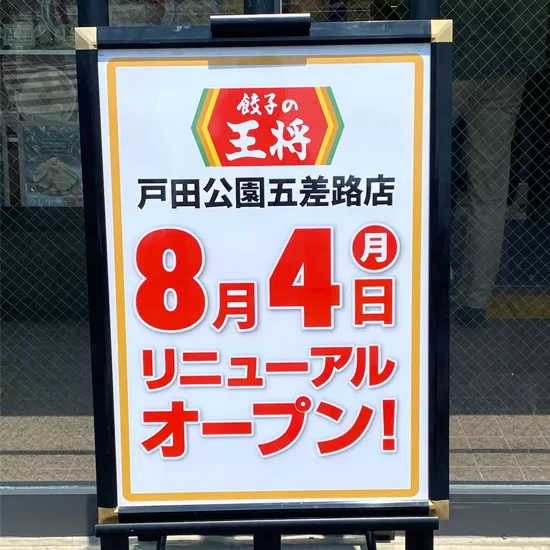 餃子の
王将
戸田公園五差路店
8月4日(月)
リニューアル
オープン!